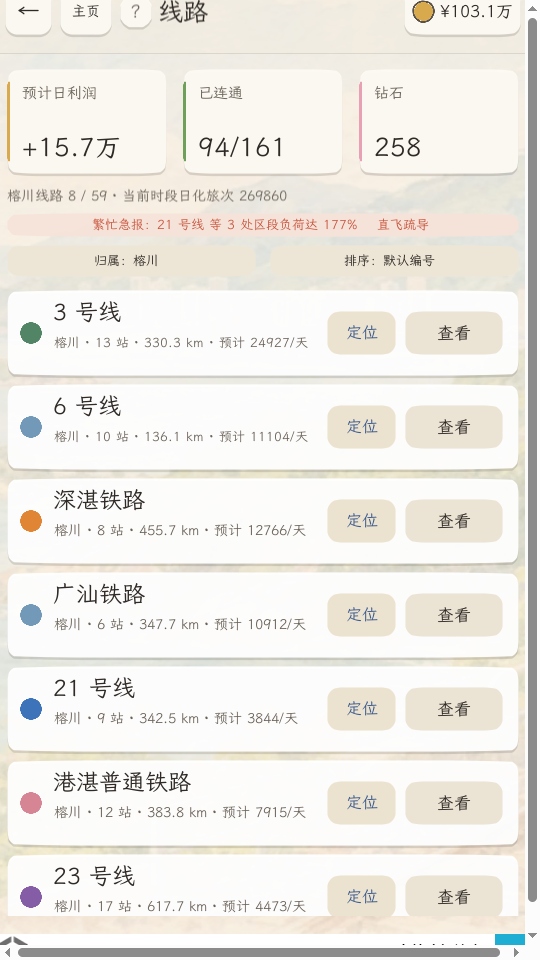 ← 主页 ? 线路 ¥103.1万
预计日利润 已连通 钻石
+15.7万 94/161 258
榕川线路 8 / 59 · 当前时段日化旅次 269860
繁忙急报: 21 号线 等 3 处区段负荷达 177% 直飞疏导
归属: 榕川 排序: 默认编号
3 号线
榕川 · 13 站 · 330.3 km · 预计 24927/天 定位 查看
6 号线
榕川 · 10 站 · 136.1 km · 预计 11104/天 定位 查看
深湛铁路
榕川 · 8 站 · 455.7 km · 预计 12766/天 定位 查看
广汕铁路
榕川 · 6 站 · 347.7 km · 预计 10912/天 定位 查看
21 号线
榕川 · 9 站 · 342.5 km · 预计 3844/天 定位 查看
港湛普通铁路
榕川 · 12 站 · 383.8 km · 预计 7915/天 定位 查看
23 号线
榕川 · 17 站 · 617.7 km · 预计 4473/天 定位 查看